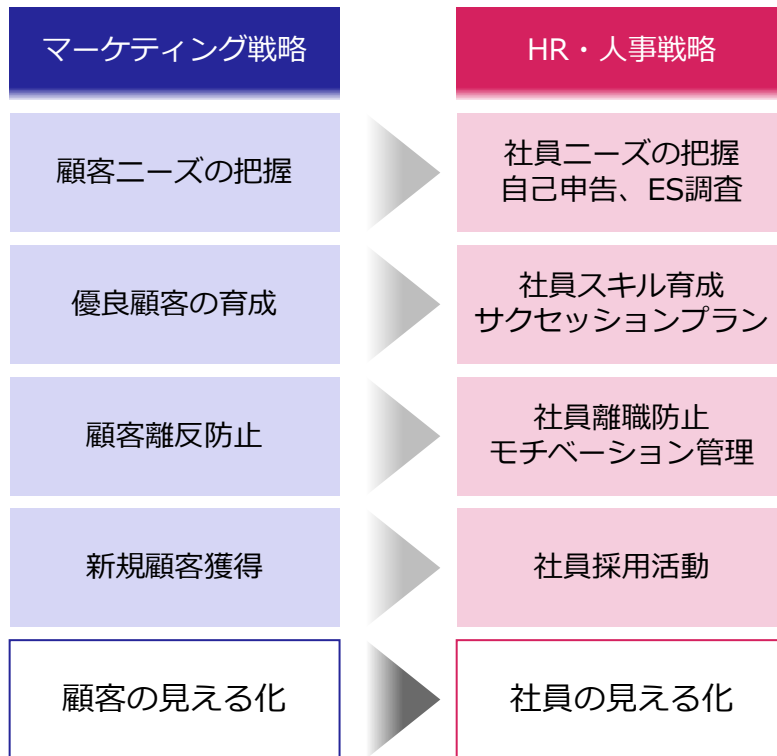 マーケティング戦略
HR・人事戦略
顧客ニーズの把握
社員ニーズの把握
自己申告、ES調査
優良顧客の育成
社員スキル育成
サクセッションプラン
顧客離反防止
社員離職防止
モチベーション管理
新規顧客獲得
社員採用活動
顧客の見える化
社員の見える化